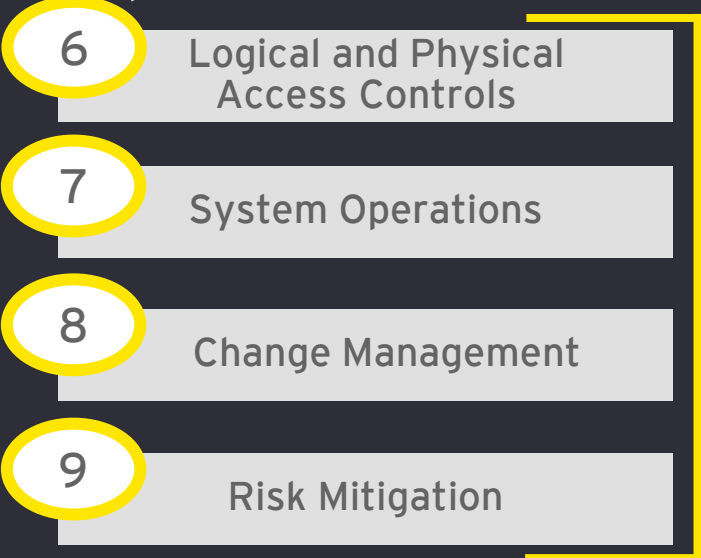 6
Logical and Physical
Access Controls
7
System Operations
8
Change Management
9
Risk Mitigation